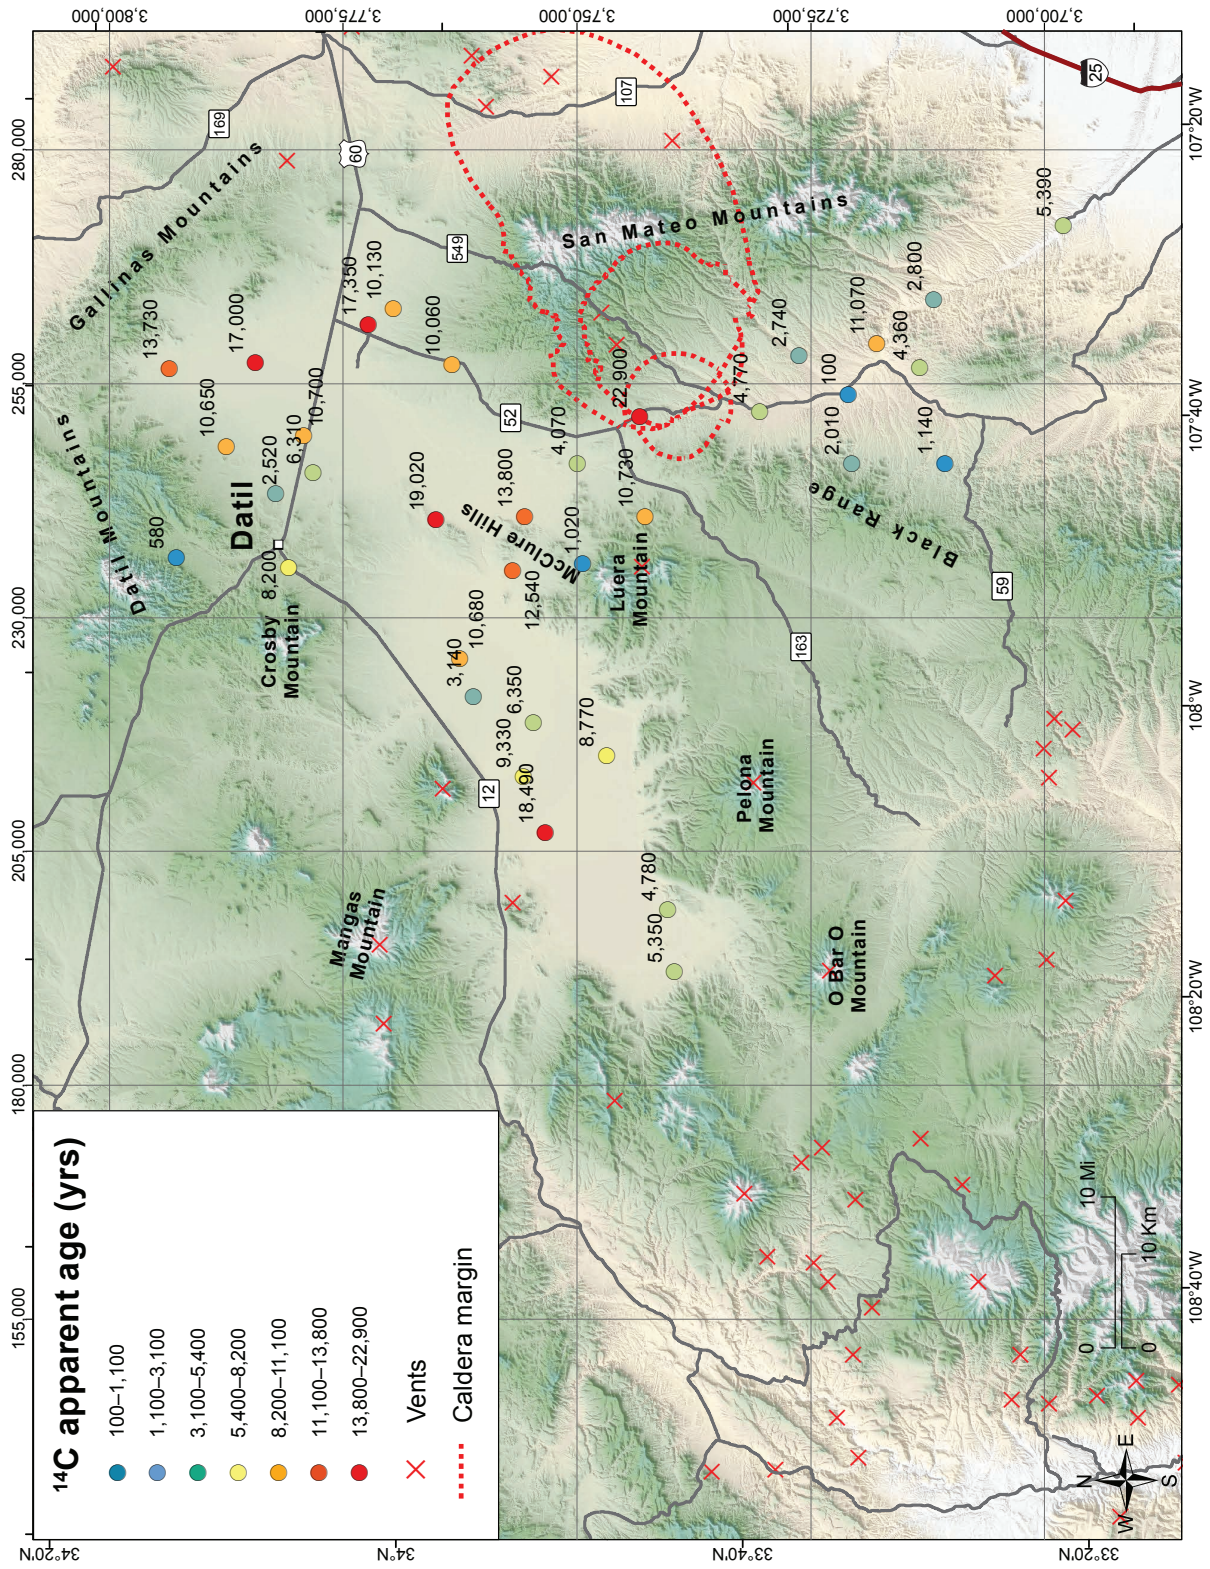 ¹⁴C apparent age (yrs)
100–1,100
1,100–3,100
3,100–5,400
5,400–8,200
8,200–11,100
11,100–13,800
13,800–22,900
Vents
Caldera margin
155,000
180,000
205,000
230,000
255,000
280,000
3,800,000
3,775,000
3,750,000
3,725,000
3,700,000
34°20'N
34°N
33°40'N
33°20'N
108°40'W
108°20'W
108°W
107°40'W
107°20'W
Datil Mountains
Gallinas Mountains
Datil
Crosby
Mountain
Mangas
Mountain
McClure Hills
Luera
Mountain
San Mateo Mountains
Pelona
Mountain
O Bar O
Mountain
Black Range
169
60
549
107
52
12
163
59
25
580
13,730
17,000
10,650
2,520
6,310
10,700
8,200
17,350
10,130
10,060
19,020
13,800
4,070
22,900
10,730
1,020
12,540
10,680
3,140
6,350
9,330
18,490
8,770
4,780
5,350
4,770
2,740
100
2,010
1,140
11,070
4,360
2,800
5,390
0
10 Mi
0
10 Km
N
W
E
S